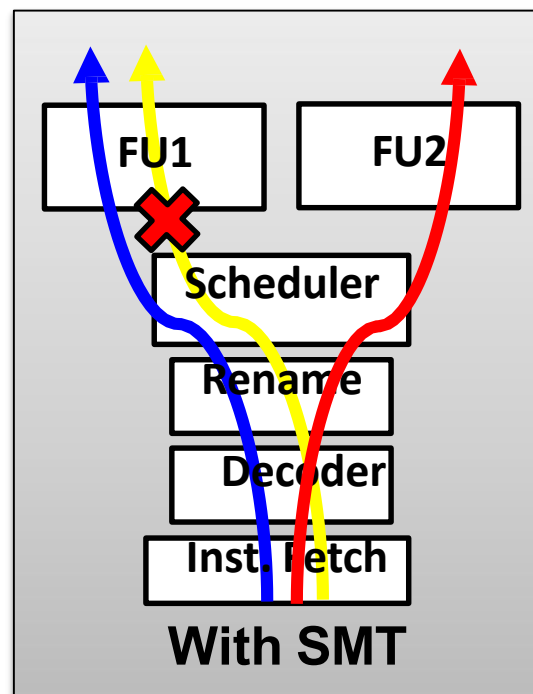 FU1
FU2
Scheduler
Rename
Decoder
Inst. Fetch
With SMT